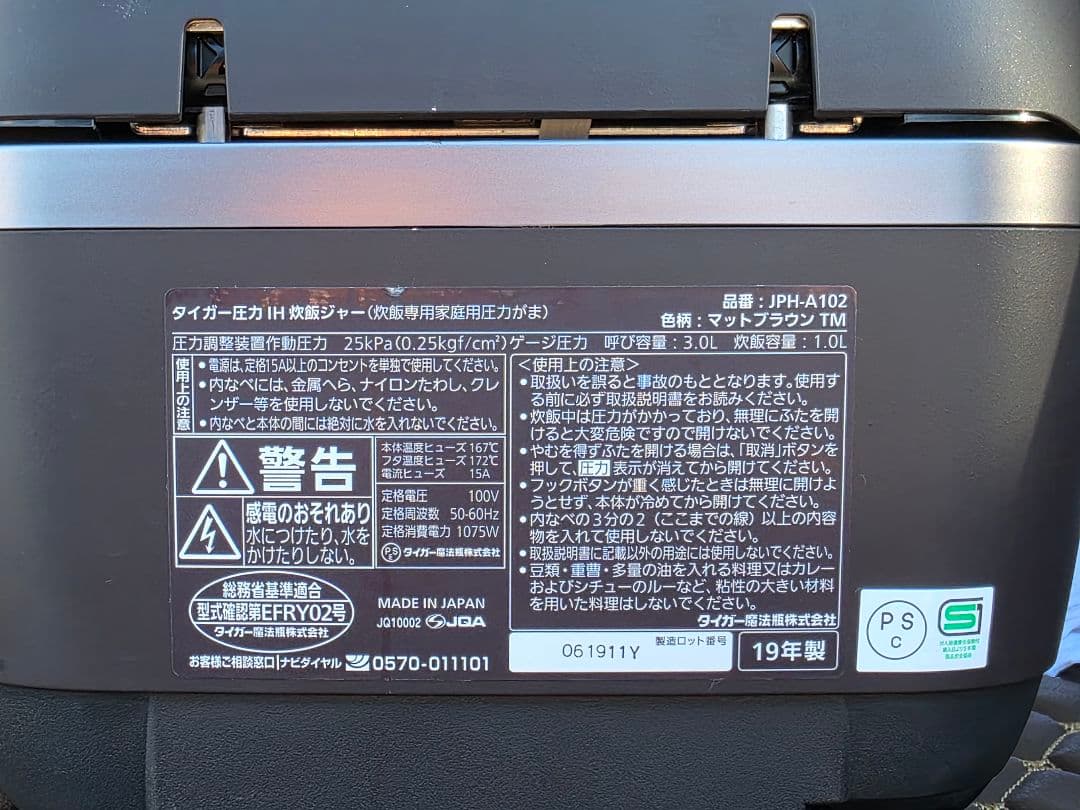 タイガー圧力IH炊飯ジャー(炊飯専用家庭用圧力がま)
品番：JPH-A102
色柄：マットブラウンTM
圧力調整装置作動圧力 25kPa(0.25kgf/cm²)ゲージ圧力 呼び容量：3.0L 炊飯容量：1.0L
使用上の注意
●電源は、定格15A以上のコンセントを単独で使用してください。
●内なべには、金属へら、ナイロンたわし、クレ
ンザー等を使用しないでください。
●内なべと本体の間には絶対に水を入れないでください。
警告
感電のおそれあり
水につけたり、水を
かけたりしない。
本体温度ヒューズ 167℃
フタ温度ヒューズ 172℃
電流ヒューズ 15A
定格電圧 100V
定格周波数 50-60Hz
定格消費電力 1075W
PS タイガー魔法瓶株式会社
総務省基準適合
型式確認第EFRY02号
タイガー魔法瓶株式会社
MADE IN JAPAN
JQ10002 JQA
お客様ご相談窓口 ナビダイヤル 0570-011101
＜使用上の注意＞
●取扱いを誤ると事故のもととなります。使用す
る前に必ず取扱説明書をお読みください。
●炊飯中は圧力がかかっており、無理にふたを開
けると大変危険ですので開けないでください。
●やむを得ずふたを開ける場合は、「取消」ボタンを
押して、圧力表示が消えてから開けてください。
●フックボタンが重く感じたときは無理に開けよ
うとせず、本体が冷めてから開けてください。
●内なべの3分の2（ここまでの線）以上の内容
物を入れて使用しないでください。
●取扱説明書に記載以外の用途には使用しないでください。
●豆類・重曹・多量の油を入れる料理又はカレー
およびシチューのルーなど、粘性の大きい材料
を用いた料理はしないでください。
タイガー魔法瓶株式会社
製造ロット番号
061911Y
19年製
PS
C